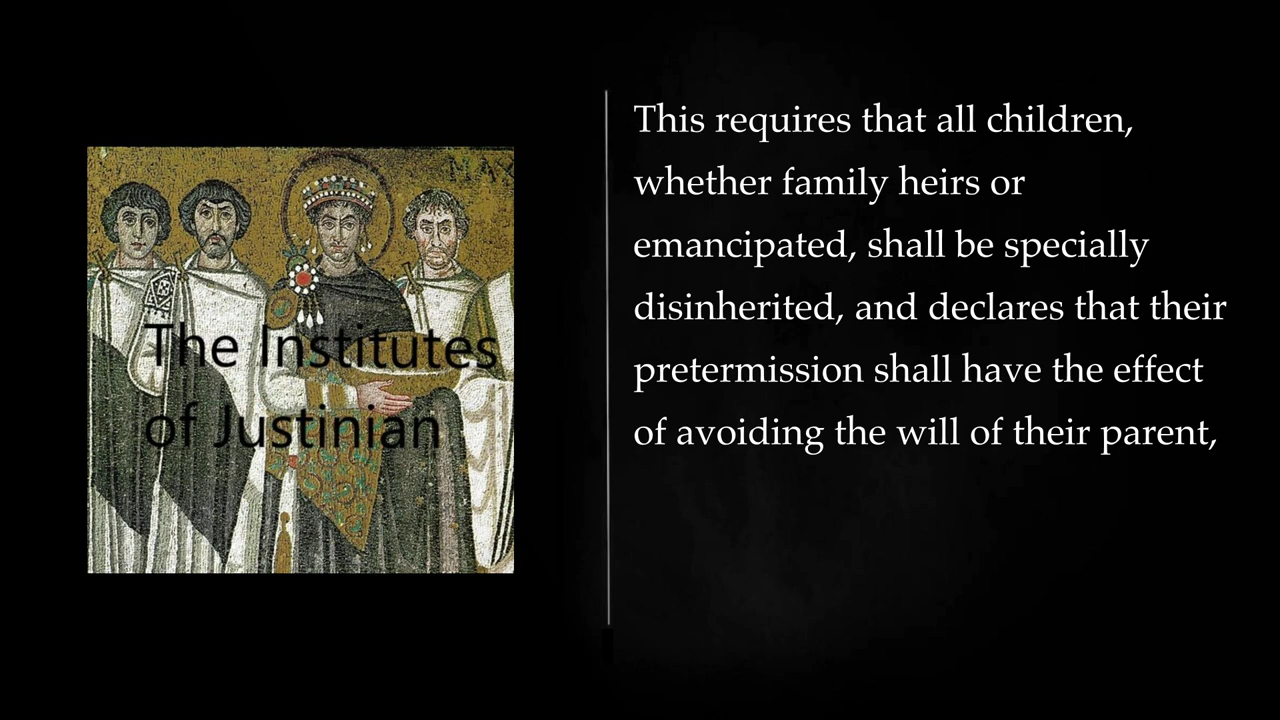 MAX
The Institutes
of Justinian
This requires that all children,
whether family heirs or
emancipated, shall be specially
disinherited, and declares that their
pretermission shall have the effect
of avoiding the will of their parent,